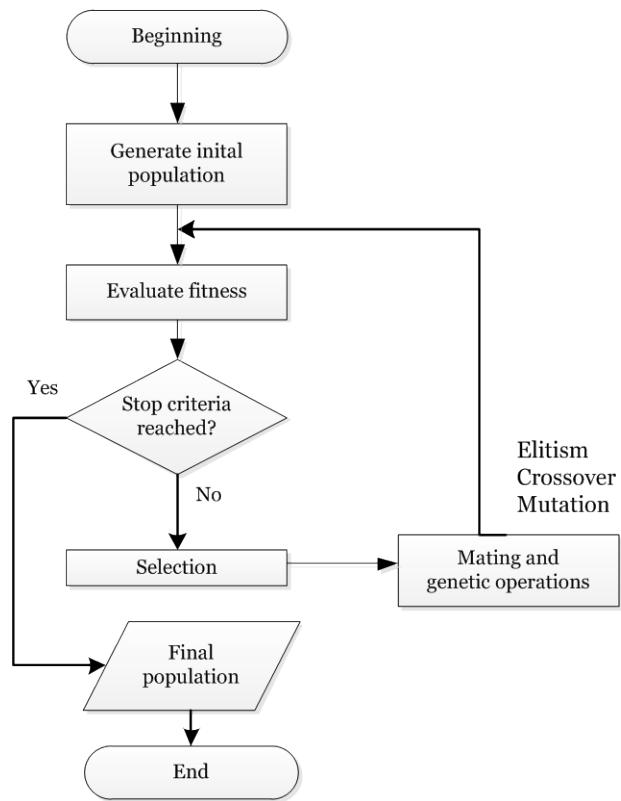 Beginning
Generate inital
population
Evaluate fitness
Yes
Stop criteria
reached?
No
Elitism
Crossover
Mutation
Selection
Mating and
genetic operations
Final
population
End